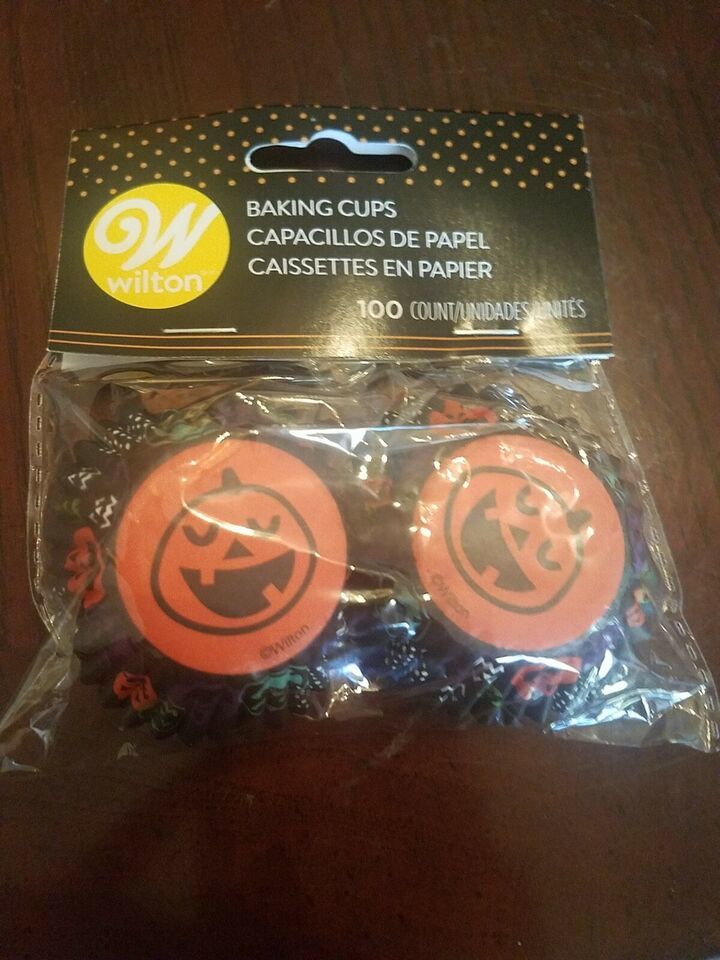 W
wilton
BAKING CUPS
CAPACILLOS DE PAPEL
CAISSETTES EN PAPIER
100 COUNT/UNIDADES/UNITÉS
©Wilton
©Wilton